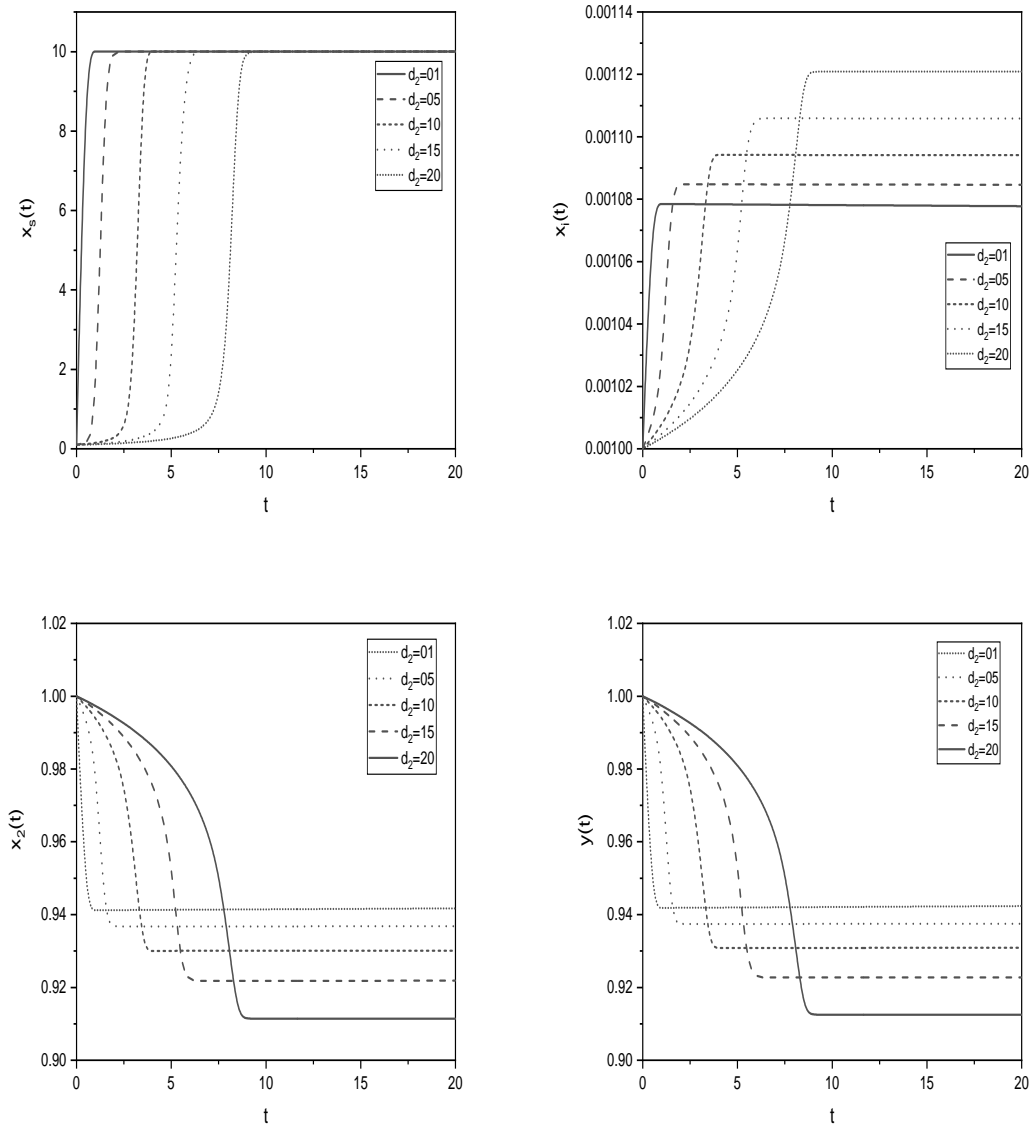 x_s(t)
10
8
6
4
2
0
0 5 10 15 20
t
d_2=01
d_2=05
d_2=10
d_2=15
d_2=20
x_i(t)
0.00114
0.00112
0.00110
0.00108
0.00106
0.00104
0.00102
0.00100
0 5 10 15 20
t
d_2=01
d_2=05
d_2=10
d_2=15
d_2=20
x_2(t)
1.02
1.00
0.98
0.96
0.94
0.92
0.90
0 5 10 15 20
t
d_2=01
d_2=05
d_2=10
d_2=15
d_2=20
y(t)
1.02
1.00
0.98
0.96
0.94
0.92
0.90
0 5 10 15 20
t
d_2=01
d_2=05
d_2=10
d_2=15
d_2=20